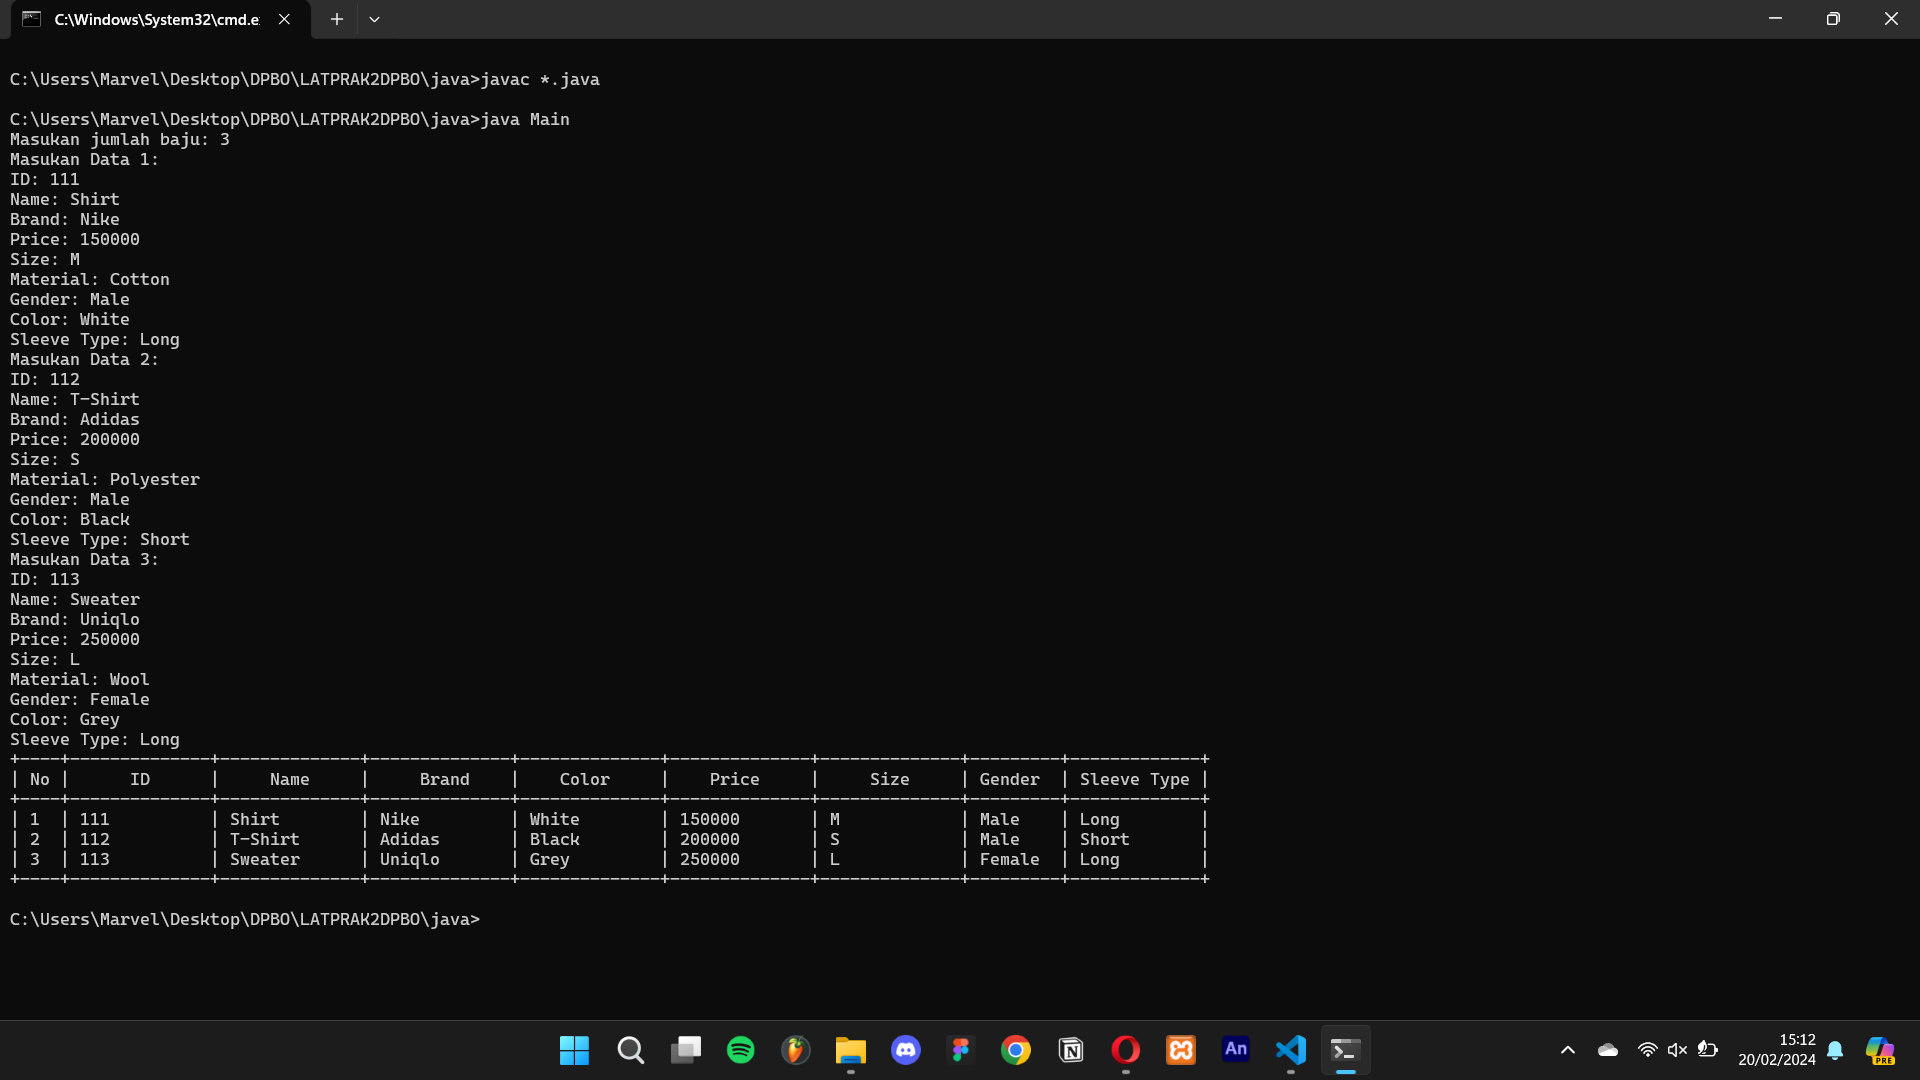 C:\Windows\System32\cmd.e
C:\Users\Marvel\Desktop\DPBO\LATPRAK2DPBO\java>javac *.java
C:\Users\Marvel\Desktop\DPBO\LATPRAK2DPBO\java>java Main
Masukan jumlah baju: 3
Masukan Data 1:
ID: 111
Name: Shirt
Brand: Nike
Price: 150000
Size: M
Material: Cotton
Gender: Male
Color: White
Sleeve Type: Long
Masukan Data 2:
ID: 112
Name: T-Shirt
Brand: Adidas
Price: 200000
Size: S
Material: Polyester
Gender: Male
Color: Black
Sleeve Type: Short
Masukan Data 3:
ID: 113
Name: Sweater
Brand: Uniqlo
Price: 250000
Size: L
Material: Wool
Gender: Female
Color: Grey
Sleeve Type: Long
+----+--------------+--------------+--------------+--------------+--------------+--------------+---------+-------------+
| No |      ID      |     Name     |     Brand    |    Color     |    Price     |     Size     | Gender  | Sleeve Type |
+----+--------------+--------------+--------------+--------------+--------------+--------------+---------+-------------+
| 1  | 111          | Shirt        | Nike         | White        | 150000       | M            | Male    | Long        |
| 2  | 112          | T-Shirt      | Adidas       | Black        | 200000       | S            | Male    | Short       |
| 3  | 113          | Sweater      | Uniqlo       | Grey         | 250000       | L            | Female  | Long        |
+----+--------------+--------------+--------------+--------------+--------------+--------------+---------+-------------+
C:\Users\Marvel\Desktop\DPBO\LATPRAK2DPBO\java>
An
15:12
20/02/2024
PRE